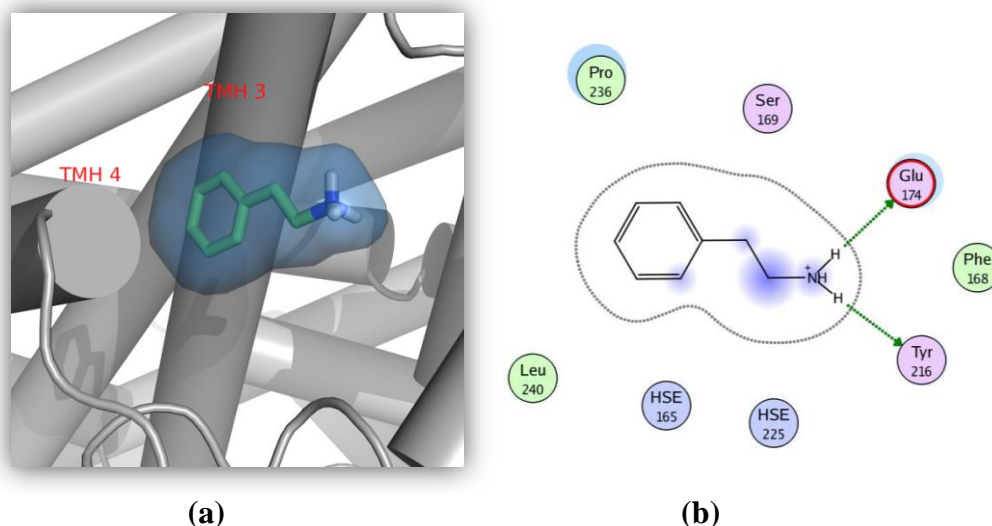 TMH 3
TMH 4
Pro
236
Ser
169
Glu
174
Phe
168
H
+
NH
H
Tyr
216
Leu
240
HSE
165
HSE
225
(a)
(b)